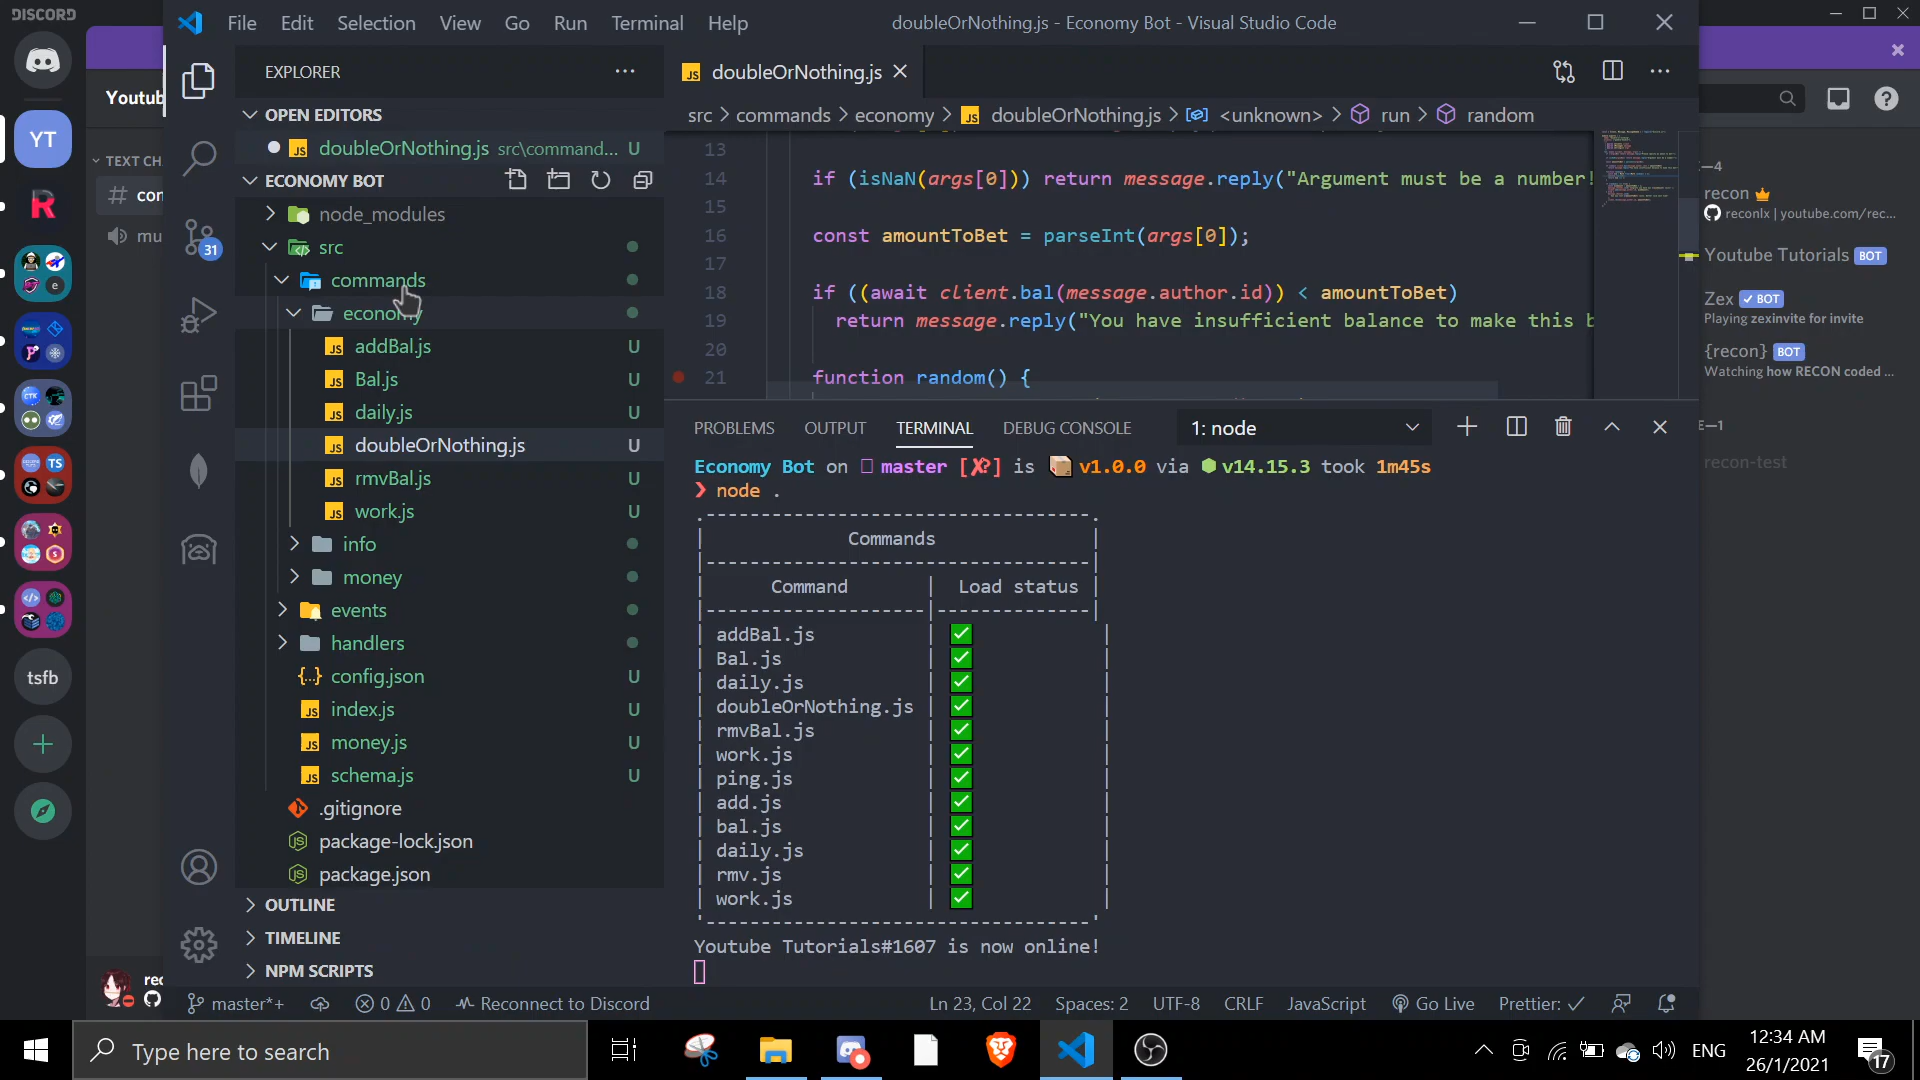 DISCORD
File Edit Selection View Go Run Terminal Help
doubleOrNothing.js - Economy Bot - Visual Studio Code
Youtub
YT
TEXT CH
# con
mu
R
tsfb
rec
EXPLORER
OPEN EDITORS
doubleOrNothing.js src\command... U
ECONOMY BOT
node_modules
src
commands
economy
addBal.js U
Bal.js U
daily.js U
doubleOrNothing.js U
rmvBal.js U
work.js U
info
money
events
handlers
config.json U
index.js U
money.js U
schema.js U
.gitignore
package-lock.json
package.json
OUTLINE
TIMELINE
NPM SCRIPTS
31
doubleOrNothing.js
src > commands > economy > doubleOrNothing.js > <unknown> > run > random
13
14 if (isNaN(args[0])) return message.reply("Argument must be a number!
15
16 const amountToBet = parseInt(args[0]);
17
18 if ((await client.bal(message.author.id)) < amountToBet)
19 return message.reply("You have insufficient balance to make this b
20
21 function random() {
PROBLEMS OUTPUT TERMINAL DEBUG CONSOLE 1: node
Economy Bot on master [✘?] is v1.0.0 via v14.15.3 took 1m45s
❯ node .
Commands
Command | Load status
addBal.js | ✅
Bal.js | ✅
daily.js | ✅
doubleOrNothing.js | ✅
rmvBal.js | ✅
work.js | ✅
ping.js | ✅
add.js | ✅
bal.js | ✅
daily.js | ✅
rmv.js | ✅
work.js | ✅
Youtube Tutorials#1607 is now online!
master*+ 0 0 Reconnect to Discord Ln 23, Col 22 Spaces: 2 UTF-8 CRLF JavaScript Go Live Prettier: ✓
—4
recon
reconlx | youtube.com/rec...
Youtube Tutorials BOT
Zex ✓ BOT
Playing zexinvite for invite
{recon} BOT
Watching how RECON coded ...
E—1
recon-test
Type here to search
ENG
12:34 AM
26/1/2021
17